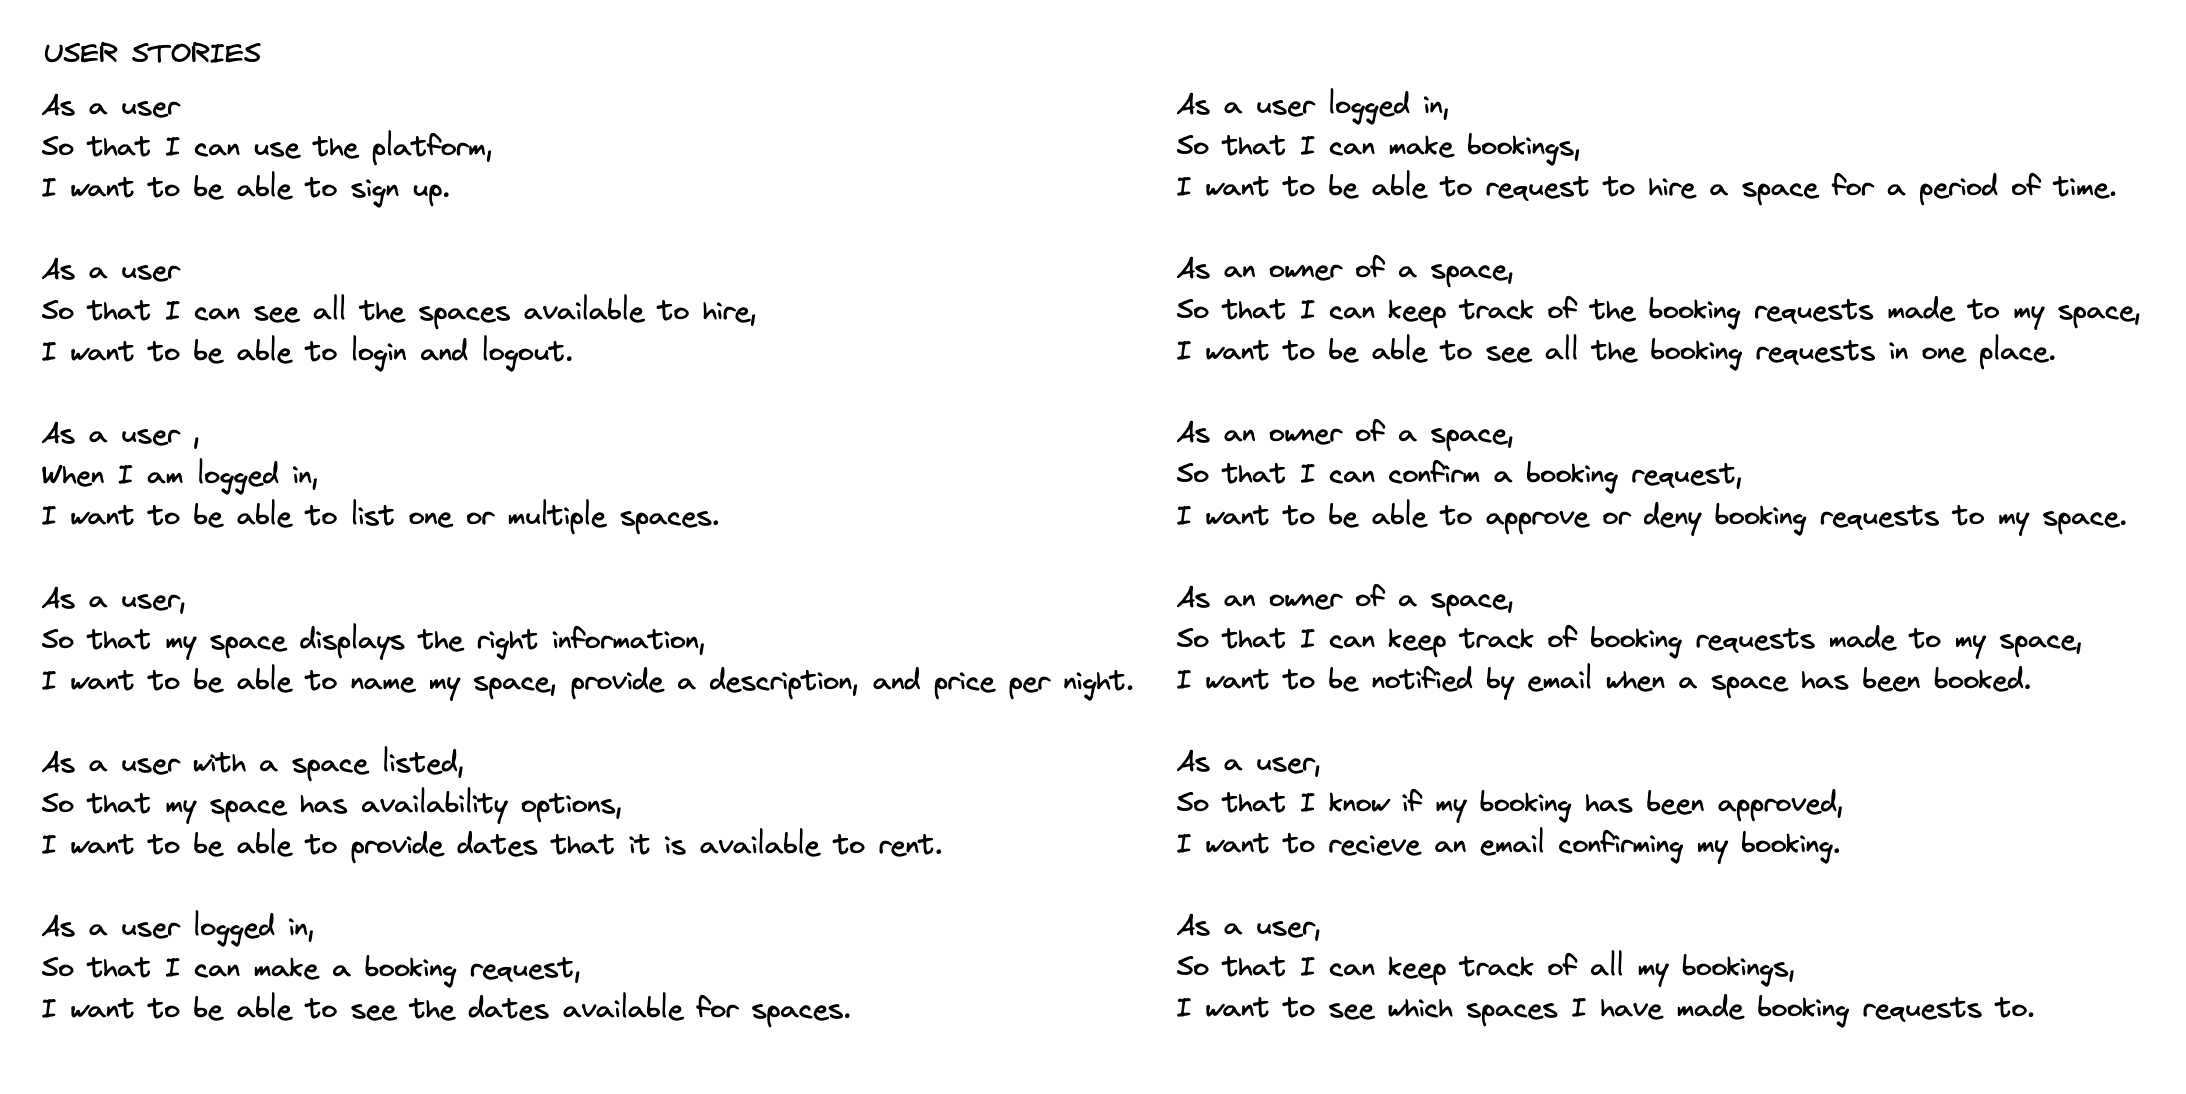 USER STORIES
As a user
So that I can use the platform,
I want to be able to sign up.
As a user
So that I can see all the spaces available to hire,
I want to be able to login and logout.
As a user ,
When I am logged in,
I want to be able to list one or multiple spaces.
As a user,
So that my space displays the right information,
I want to be able to name my space, provide a description, and price per night.
As a user with a space listed,
So that my space has availability options,
I want to be able to provide dates that it is available to rent.
As a user logged in,
So that I can make a booking request,
I want to be able to see the dates available for spaces.
As a user logged in,
So that I can make bookings,
I want to be able to request to hire a space for a period of time.
As an owner of a space,
So that I can keep track of the booking requests made to my space,
I want to be able to see all the booking requests in one place.
As an owner of a space,
So that I can confirm a booking request,
I want to be able to approve or deny booking requests to my space.
As an owner of a space,
So that I can keep track of booking requests made to my space,
I want to be notified by email when a space has been booked.
As a user,
So that I know if my booking has been approved,
I want to recieve an email confirming my booking.
As a user,
So that I can keep track of all my bookings,
I want to see which spaces I have made booking requests to.